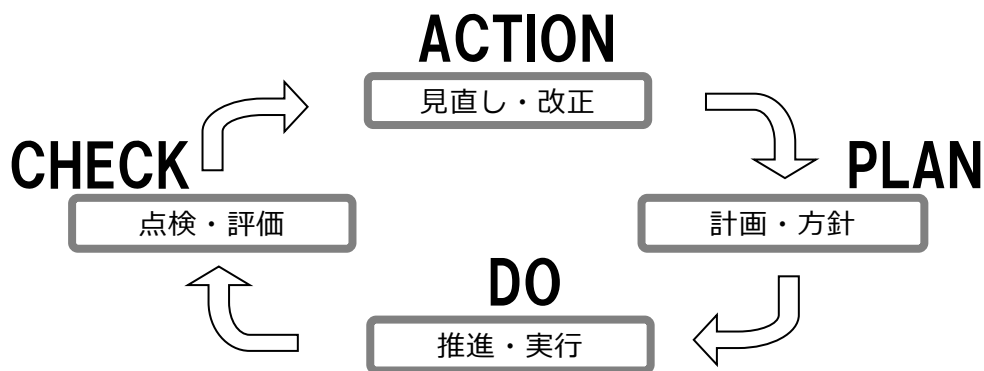 ACTION
見直し・改正
CHECK
点検・評価
PLAN
計画・方針
DO
推進・実行